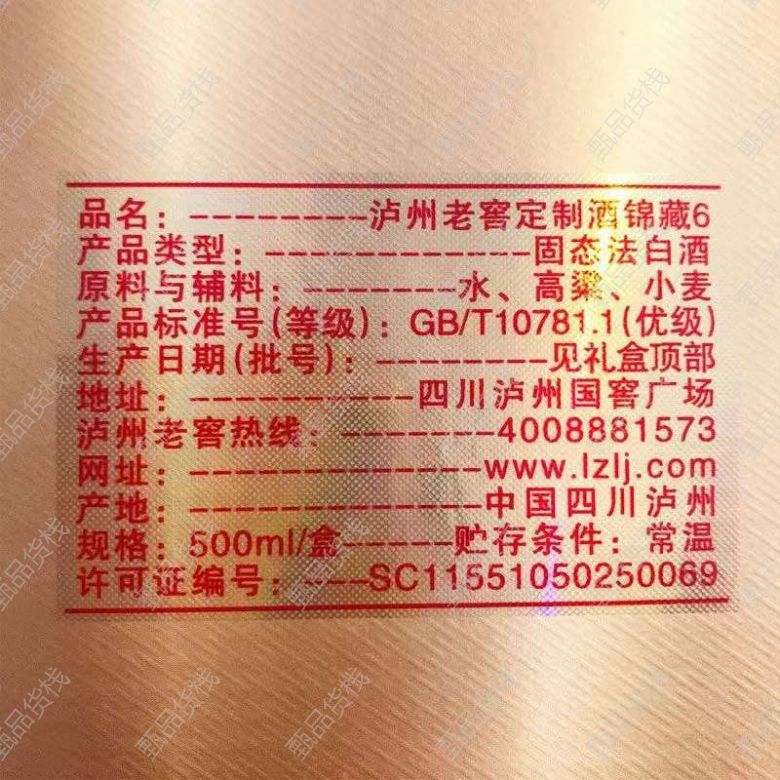 品名：--------泸州老窖定制酒锦藏6
产品类型：------------固态法白酒
原料与辅料：-------水、高粱、小麦
产品标准号(等级)：GB/T10781.1(优级)
生产日期(批号)：--------见礼盒顶部
地址：----------四川泸州国窖广场
泸州老窖热线：-------4008881573
网址：-------------www.lzlj.com
产地：-------------中国四川泸州
规格：500ml/盒-----贮存条件：常温
许可证编号：---SC11551050250069
甄品货栈